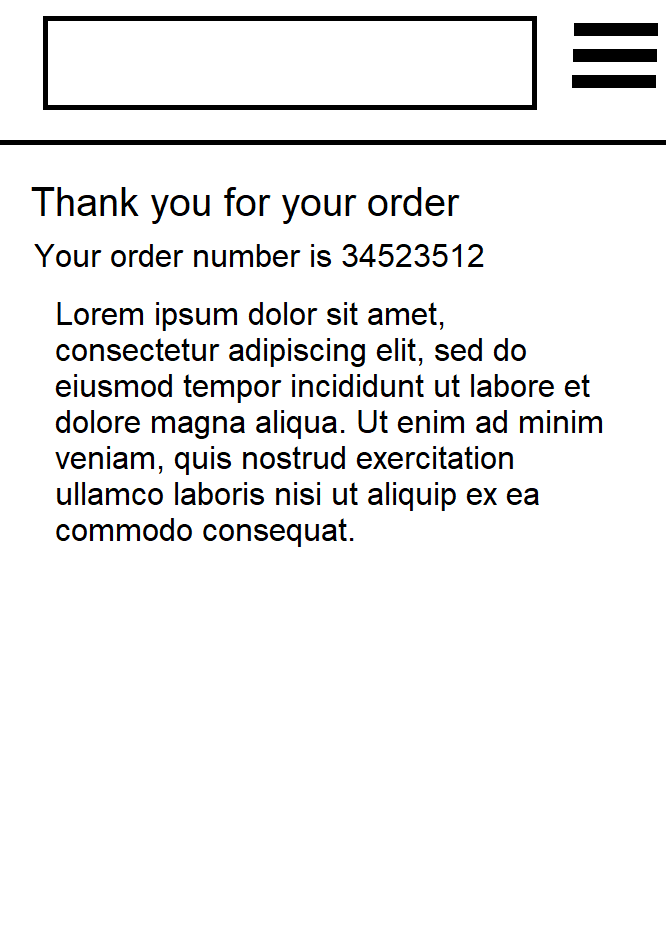 Thank you for your order
Your order number is 34523512
Lorem ipsum dolor sit amet,
consectetur adipiscing elit, sed do
eiusmod tempor incididunt ut labore et
dolore magna aliqua. Ut enim ad minim
veniam, quis nostrud exercitation
ullamco laboris nisi ut aliquip ex ea
commodo consequat.